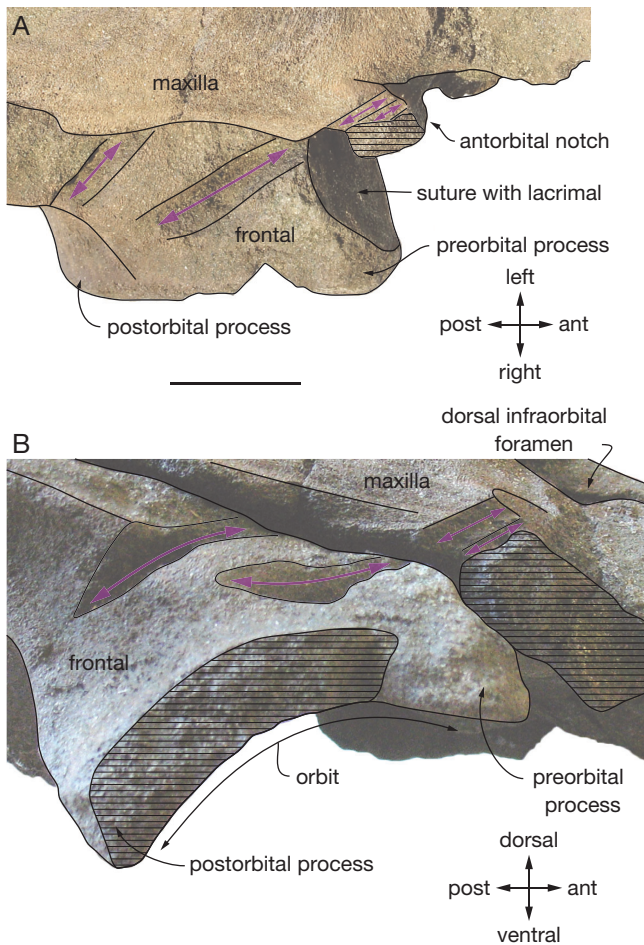 A
maxilla
antorbital notch
suture with lacrimal
frontal
preorbital process
left
post
ant
postorbital process
right
dorsal infraorbital
foramen
B
maxilla
frontal
orbit
preorbital
process
postorbital process
dorsal
post
ant
ventral